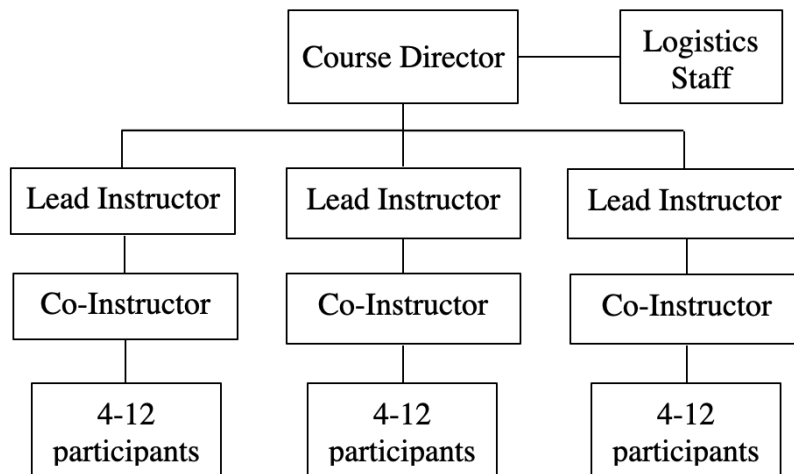 Course Director
Logistics
Staff
Lead Instructor
Lead Instructor
Lead Instructor
Co-Instructor
Co-Instructor
Co-Instructor
4-12
participants
4-12
participants
4-12
participants